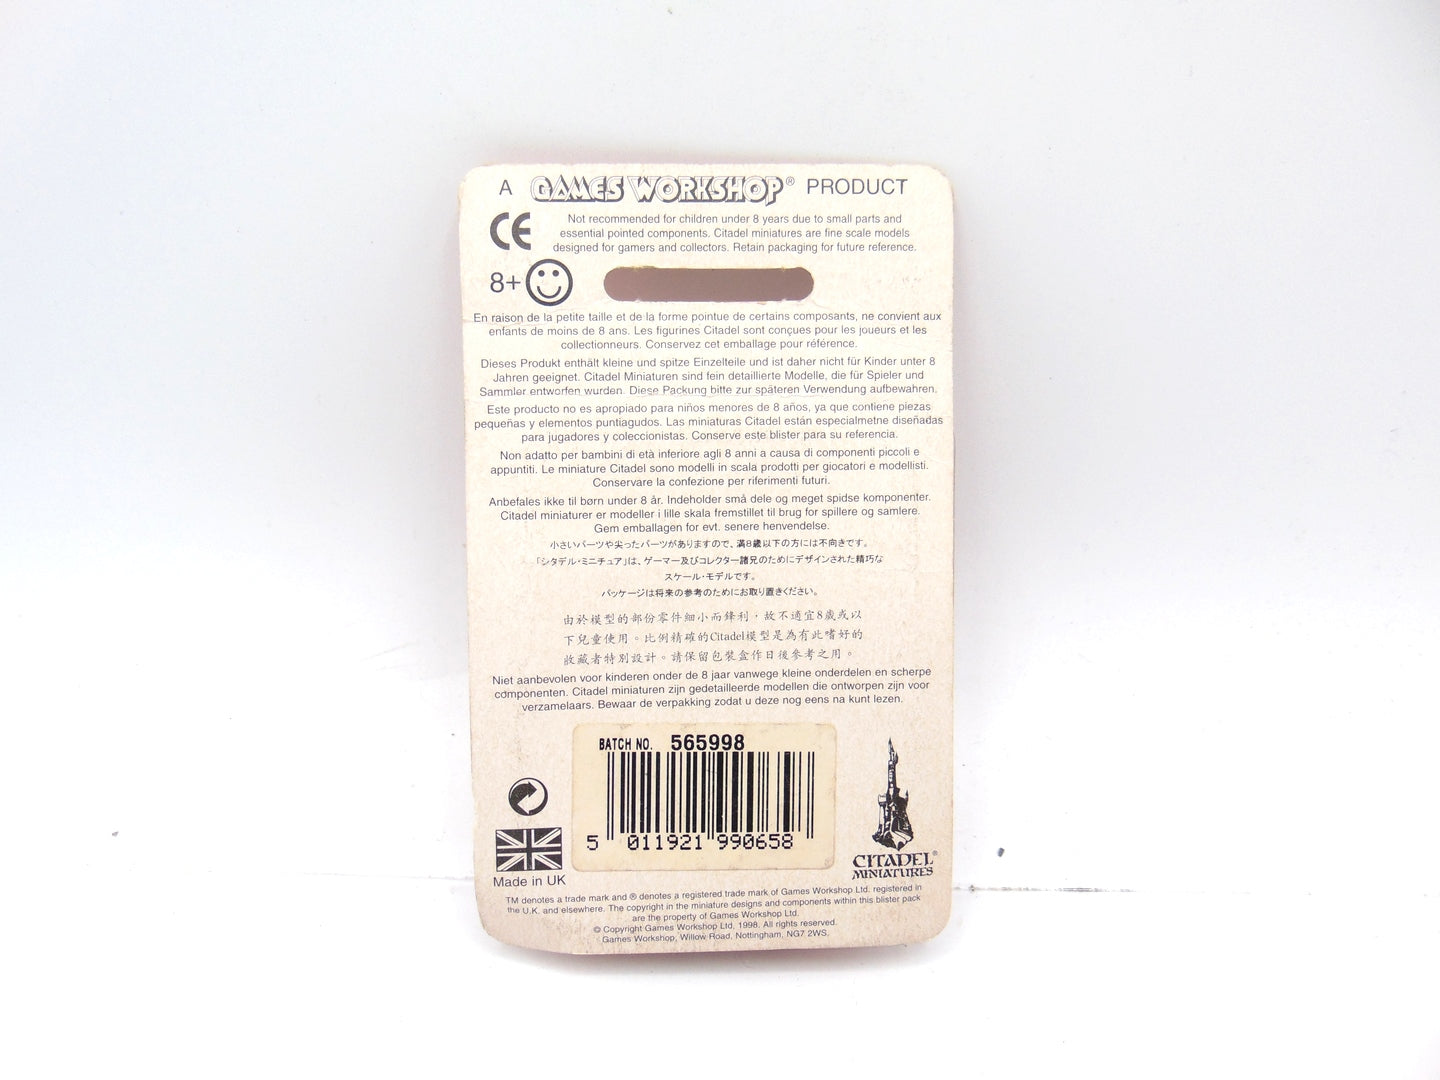 A GAMES WORKSHOP® PRODUCT
CE
Not recommended for children under 8 years due to small parts and
essential pointed components. Citadel miniatures are fine scale models
designed for gamers and collectors. Retain packaging for future reference.
8+
En raison de la petite taille et de la forme pointue de certains composants, ne convient aux
enfants de moins de 8 ans. Les figurines Citadel sont conçues pour les joueurs et les
collectionneurs. Conservez cet emballage pour référence.
Dieses Produkt enthält kleine und spitze Einzelteile und ist daher nicht für Kinder unter 8
Jahren geeignet. Citadel Miniaturen sind fein detaillierte Modelle, die für Spieler und
Sammler entworfen wurden. Diese Packung bitte zur späteren Verwendung aufbewahren.
Este producto no es apropiado para niños menores de 8 años, ya que contiene piezas
pequeñas y elementos puntiagudos. Las miniaturas Citadel están especialmetne diseñadas
para jugadores y coleccionistas. Conserve este blister para su referencia.
Non adatto per bambini di età inferiore agli 8 anni a causa di componenti piccoli e
appuntiti. Le miniature Citadel sono modelli in scala prodotti per giocatori e modellisti.
Conservare la confezione per riferimenti futuri.
Anbefales ikke til børn under 8 år. Indeholder små dele og meget spidse komponenter.
Citadel miniaturer er modeller i lille skala fremstillet til brug for spillere og samlere.
Gem emballagen for evt. senere henvendelse.
小さいパーツや尖ったパーツがありますので、満8歳以下の方には不向きです。
「シタデル・ミニチュア」は、ゲーマー及びコレクター諸兄のためにデザインされた精巧な
スケール・モデルです。
パッケージは将来の参考のためにお取り置きください。
由於模型的部份零件細小而鋒利，故不適宜8歲或以
下兒童使用。比例精確的Citadel模型是為有此嗜好的
收藏者特別設計。請保留包裝盒作日後參考之用。
Niet aanbevolen voor kinderen onder de 8 jaar vanwege kleine onderdelen en scherpe
componenten. Citadel miniaturen zijn gedetailleerde modellen die ontworpen zijn voor
verzamelaars. Bewaar de verpakking zodat u deze nog eens na kunt lezen.
BATCH NO. 565998
5 011921 990658
Made in UK
CITADEL®
MINIATURES
TM denotes a trade mark and ® denotes a registered trade mark of Games Workshop Ltd. registered in
the U.K. and elsewhere. The copyright in the miniature designs and components within this blister pack
are the property of Games Workshop Ltd.
© Copyright Games Workshop Ltd, 1998. All rights reserved.
Games Workshop, Willow Road, Nottingham, NG7 2WS.